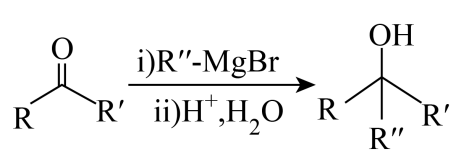 O
R R′
i)R″-MgBr
ii)H⁺,H₂O
OH
R R′
R″